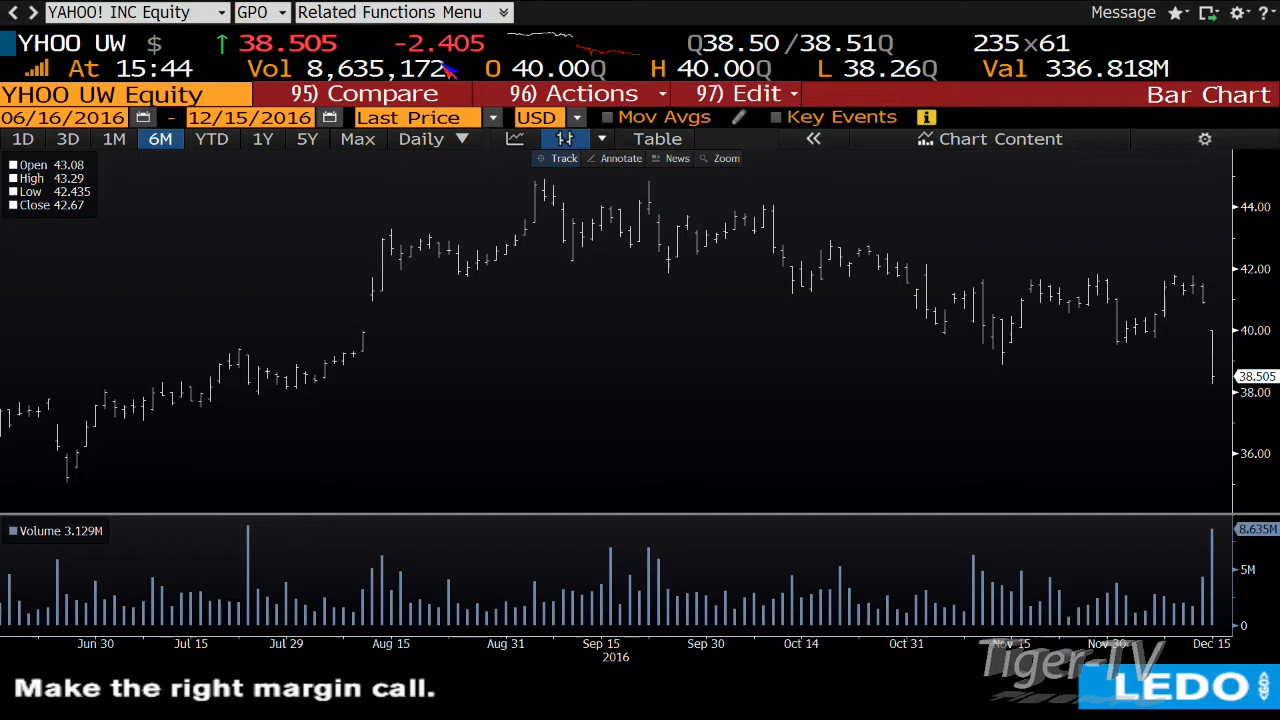 YAHOO! INC Equity GPO Related Functions Menu Message ?
YHOO UW $ ↑ 38.505 -2.405 Q38.50 /38.51Q 235x61
At 15:44 Vol 8,635,172 O 40.00Q H 40.00Q L 38.26Q Val 336.818M
YHOO UW Equity 95) Compare 96) Actions 97) Edit Bar Chart
06/16/2016 - 12/15/2016 Last Price USD Mov Avgs Key Events i
1D 3D 1M 6M YTD 1Y 5Y Max Daily Table « Chart Content
Track Annotate News Zoom
Open 43.08
High 43.29
Low 42.435
Close 42.67
44.00
42.00
40.00
38.505
38.00
36.00
Volume 3.129M
8.635M
5M
0
Jun 30 Jul 15 Jul 29 Aug 15 Aug 31 Sep 15 Sep 30 Oct 14 Oct 31 Nov 15 Nov 30 Dec 15
2016
Tiger-TV
Make the right margin call.
LEDO